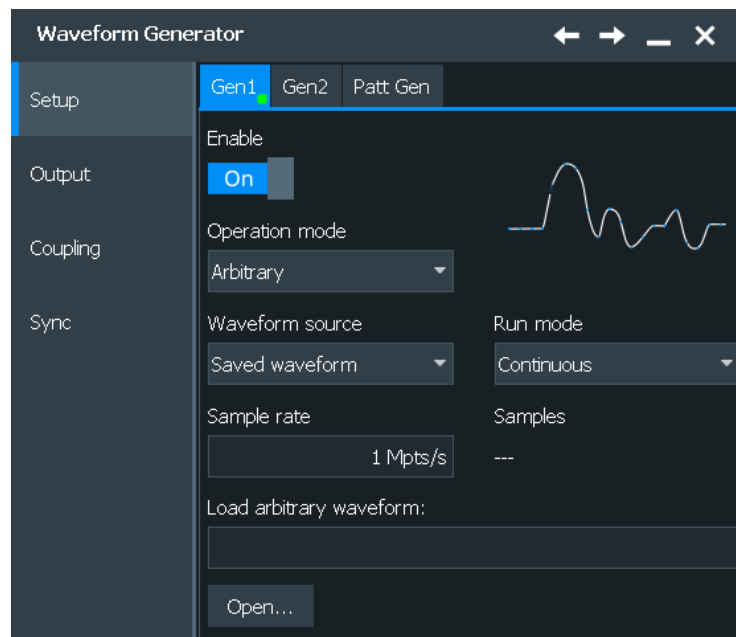 Waveform Generator
Setup
Output
Coupling
Sync
Gen1 Gen2 Patt Gen
Enable
On
Operation mode
Arbitrary
Waveform source Run mode
Saved waveform Continuous
Sample rate Samples
1 Mpts/s ---
Load arbitrary waveform:
Open...